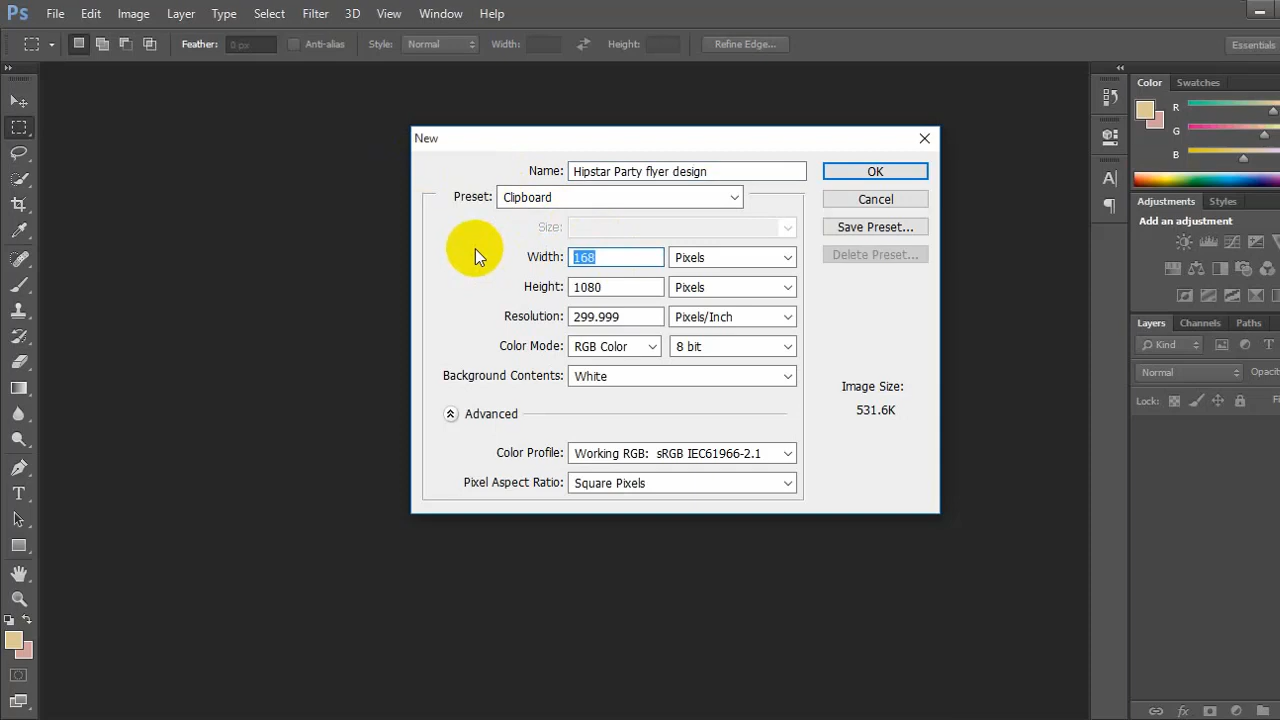 Ps File Edit Image Layer Type Select Filter 3D View Window Help
Feather: 0 px Anti-alias Style: Normal Width: Height: Refine Edge... Essentials
New
Name: Hipstar Party flyer design OK
Preset: Clipboard Cancel
Size: Save Preset...
Width: 168 Pixels Delete Preset...
Height: 1080 Pixels
Resolution: 299.999 Pixels/Inch
Color Mode: RGB Color 8 bit
Background Contents: White
Image Size:
531.6K
Advanced
Color Profile: Working RGB: sRGB IEC61966-2.1
Pixel Aspect Ratio: Square Pixels
Color Swatches
R
G
B
Adjustments Styles
Add an adjustment
Layers Channels Paths
Kind
Normal Opac
Lock:
fx